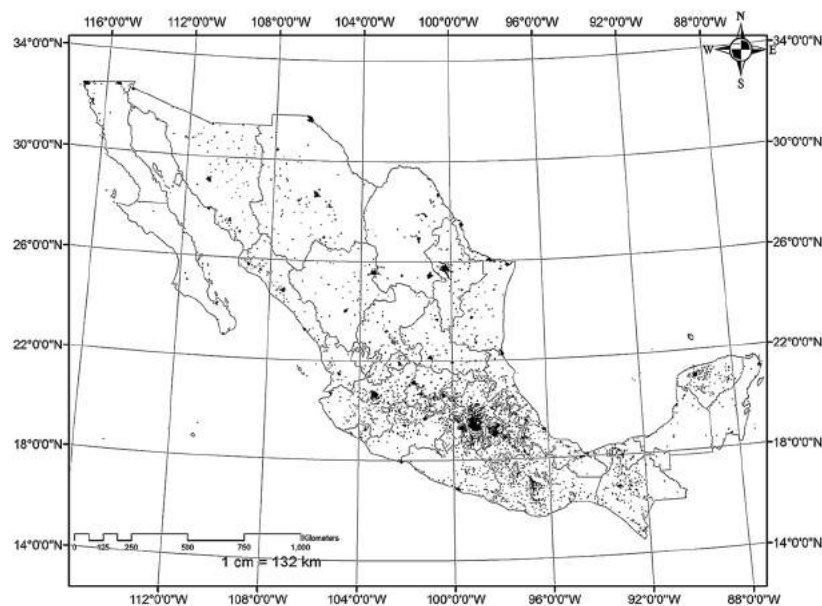 116°0'0"W 112°0'0"W 108°0'0"W 104°0'0"W 100°0'0"W 96°0'0"W 92°0'0"W 88°0'0"W
N
W E
S
34°0'0"N 34°0'0"N
30°0'0"N 30°0'0"N
26°0'0"N 26°0'0"N
22°0'0"N 22°0'0"N
18°0'0"N 18°0'0"N
14°0'0"N 14°0'0"N
Kilometers
0 125 250 500 750 1,000
1 cm = 132 km
112°0'0"W 108°0'0"W 104°0'0"W 100°0'0"W 96°0'0"W 92°0'0"W 88°0'0"W